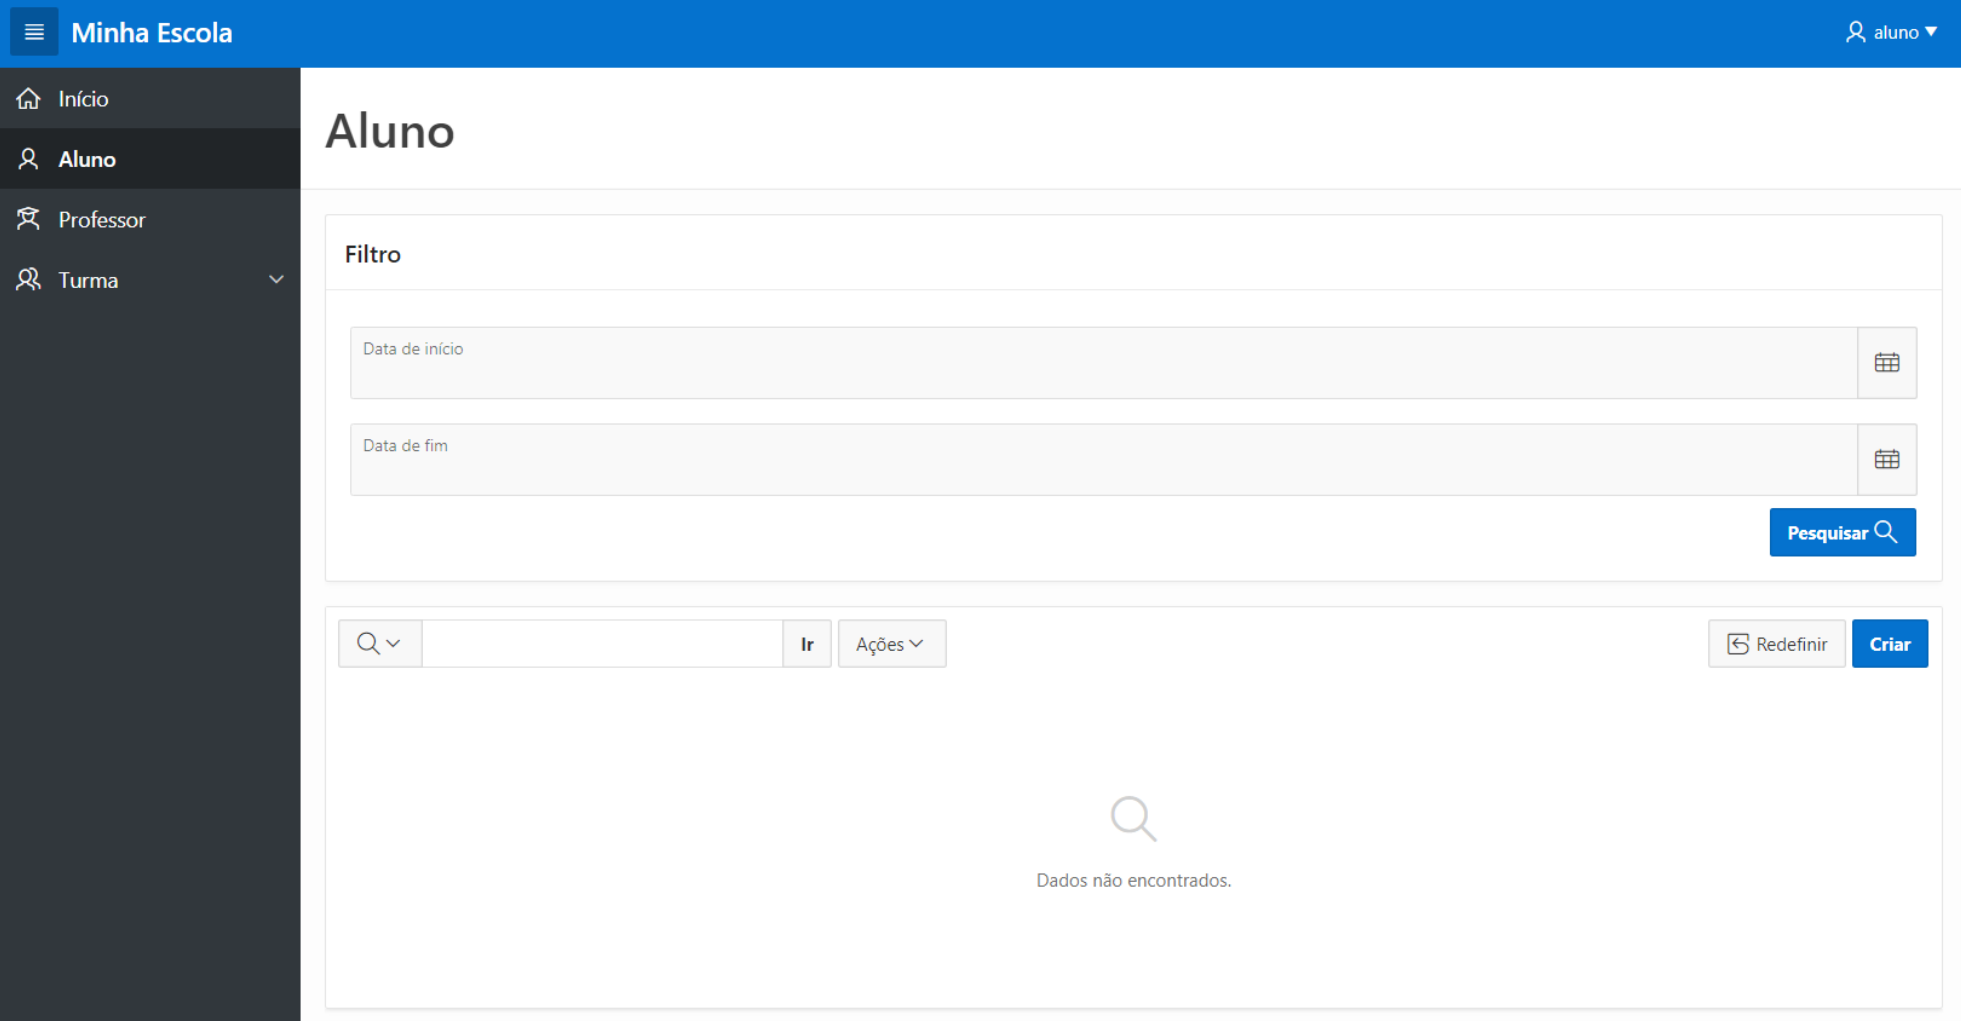 Minha Escola
aluno
Início
Aluno
Professor
Turma
Aluno
Filtro
Data de início
Data de fim
Pesquisar
Ir
Ações
Redefinir
Criar
Dados não encontrados.